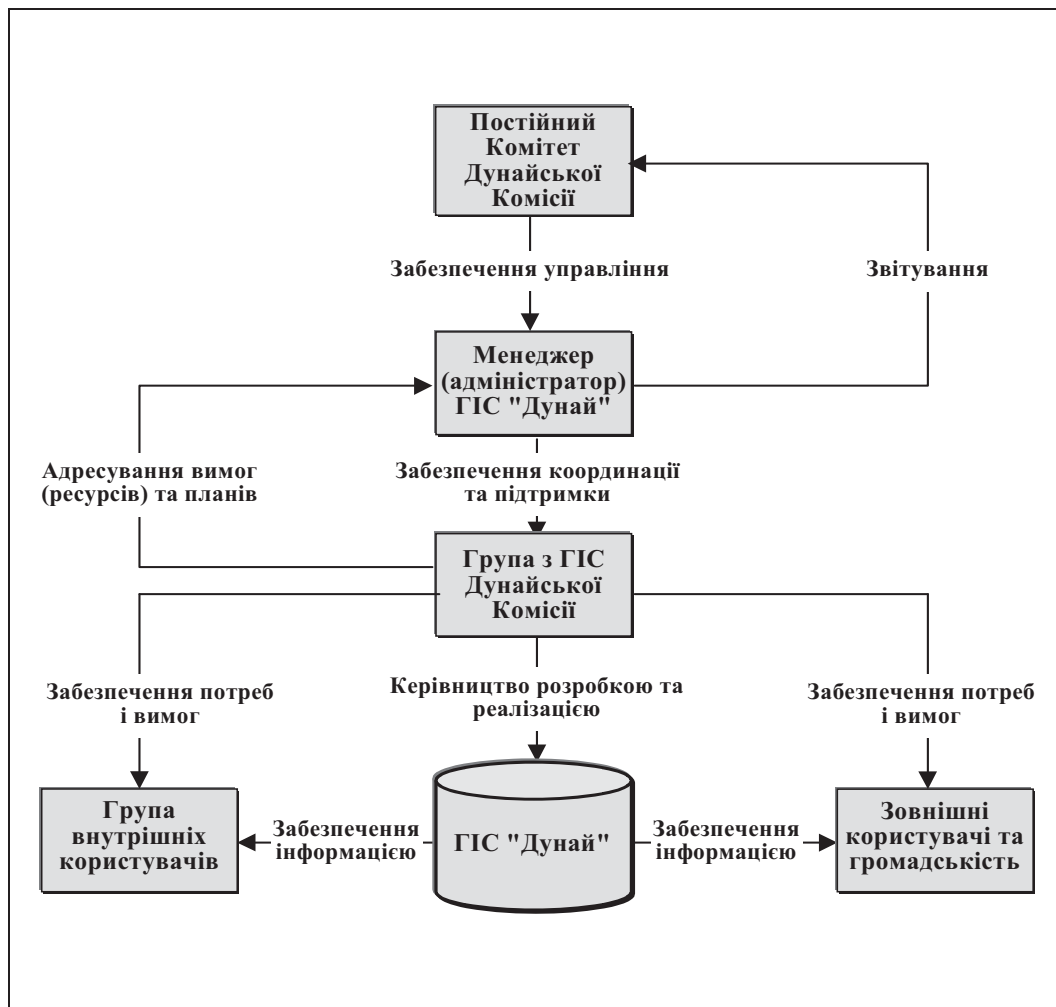 Постійний
Комітет
Дунайської
Комісії
Забезпечення управління
Звітування
Менеджер
(адміністратор)
ГІС "Дунай"
Адресування вимог
(ресурсів) та планів
Забезпечення координації
та підтримки
Група з ГІС
Дунайської
Комісії
Забезпечення потреб
і вимог
Керівництво розробкою та
реалізацією
Забезпечення потреб
і вимог
Група
внутрішніх
користувачів
Забезпечення
інформацією
ГІС "Дунай"
Забезпечення
інформацією
Зовнішні
користувачі та
громадськість